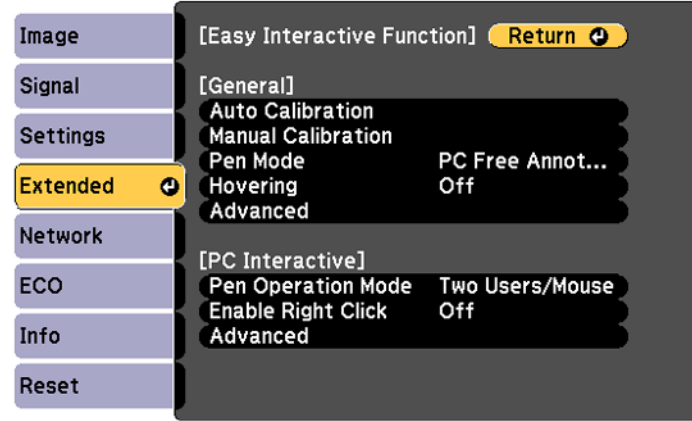 Image
Signal
Settings
Extended
Network
ECO
Info
Reset
[Easy Interactive Function] Return
[General]
Auto Calibration
Manual Calibration
Pen Mode PC Free Annot...
Hovering Off
Advanced
[PC Interactive]
Pen Operation Mode Two Users/Mouse
Enable Right Click Off
Advanced